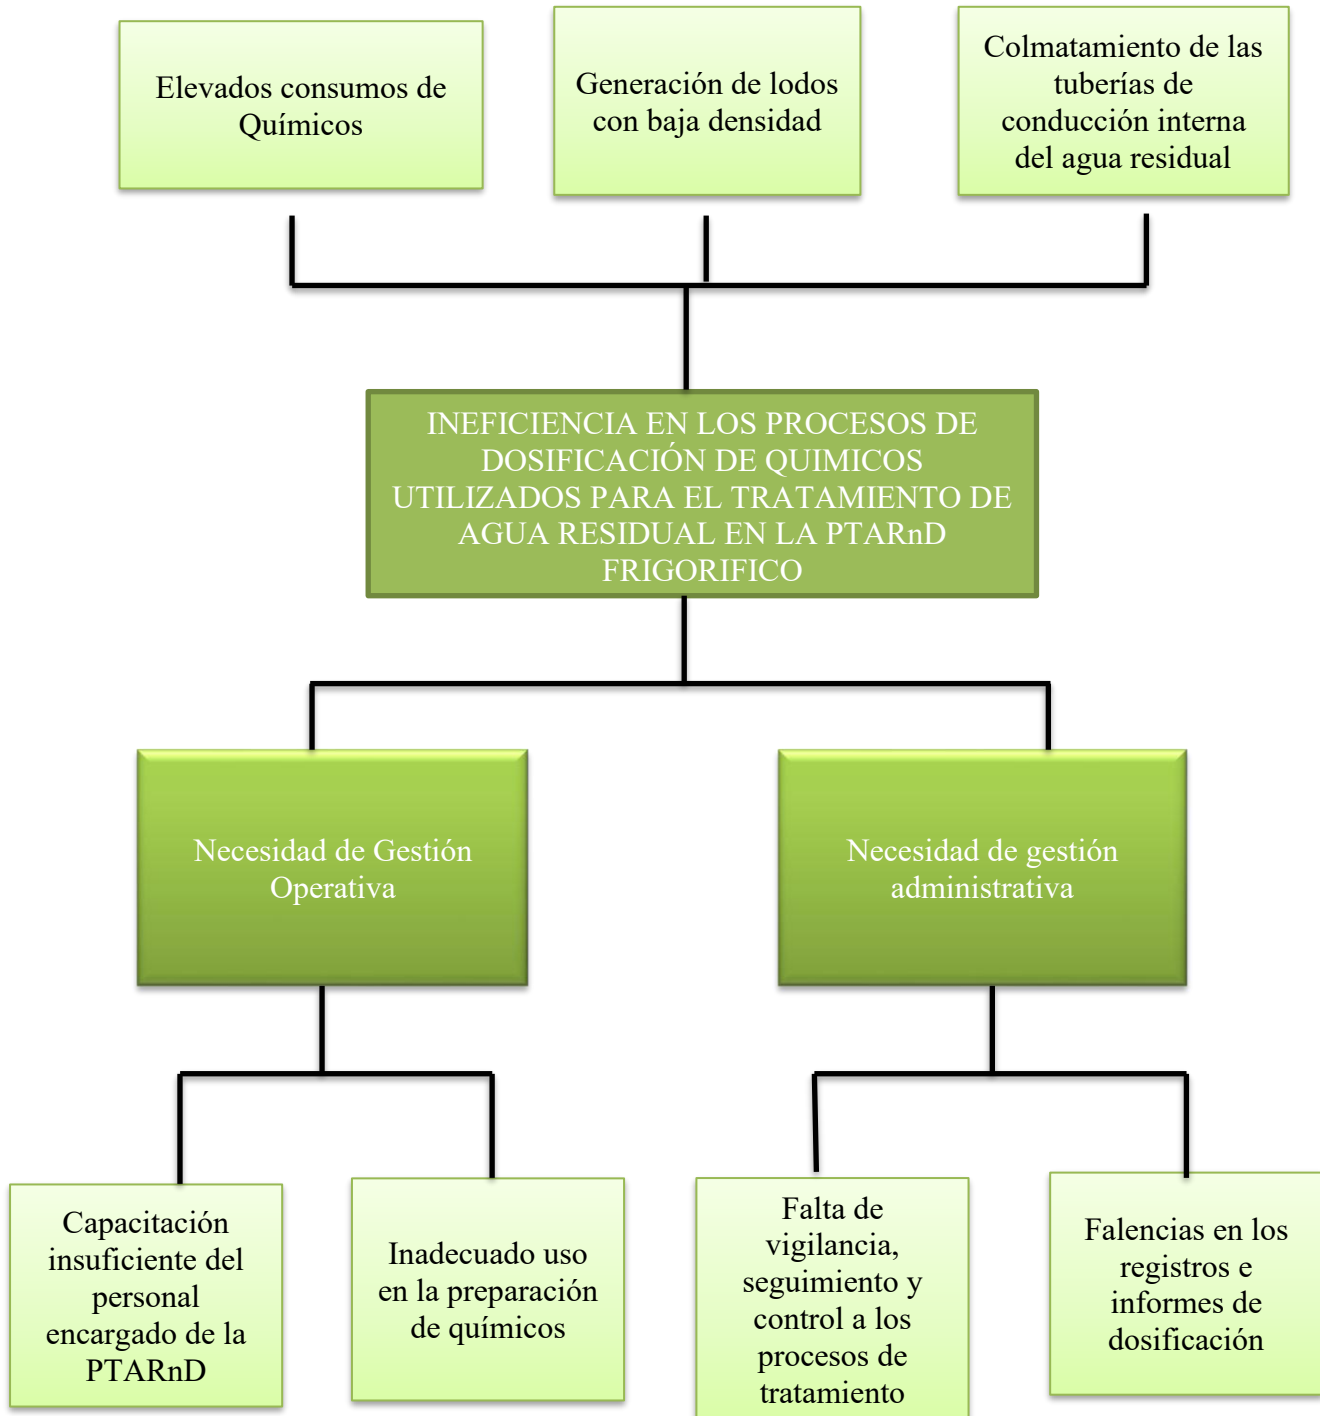 Elevados consumos de
Químicos
Generación de lodos
con baja densidad
Colmatamiento de las
tuberías de
conducción interna
del agua residual
INEFICIENCIA EN LOS PROCESOS DE
DOSIFICACIÓN DE QUIMICOS
UTILIZADOS PARA EL TRATAMIENTO DE
AGUA RESIDUAL EN LA PTARnD
FRIGORIFICO
Necesidad de Gestión
Operativa
Necesidad de gestión
administrativa
Capacitación
insuficiente del
personal
encargado de la
PTARnD
Inadecuado uso
en la preparación
de químicos
Falta de
vigilancia,
seguimiento y
control a los
procesos de
tratamiento
Falencias en los
registros e
informes de
dosificación